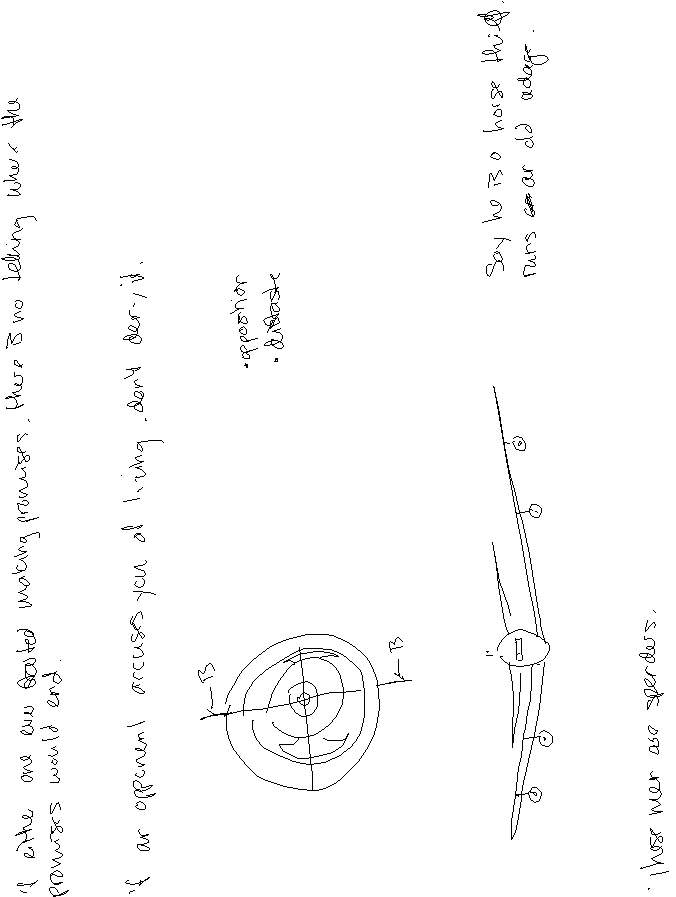 if either one ever started making promises, there is no telling where the
promises would end.
if an opponent accuses you of lying, don't deny it.
• opposition
Say he is a horse thief.
runs an old adage.
B
B
• These men are spenders.